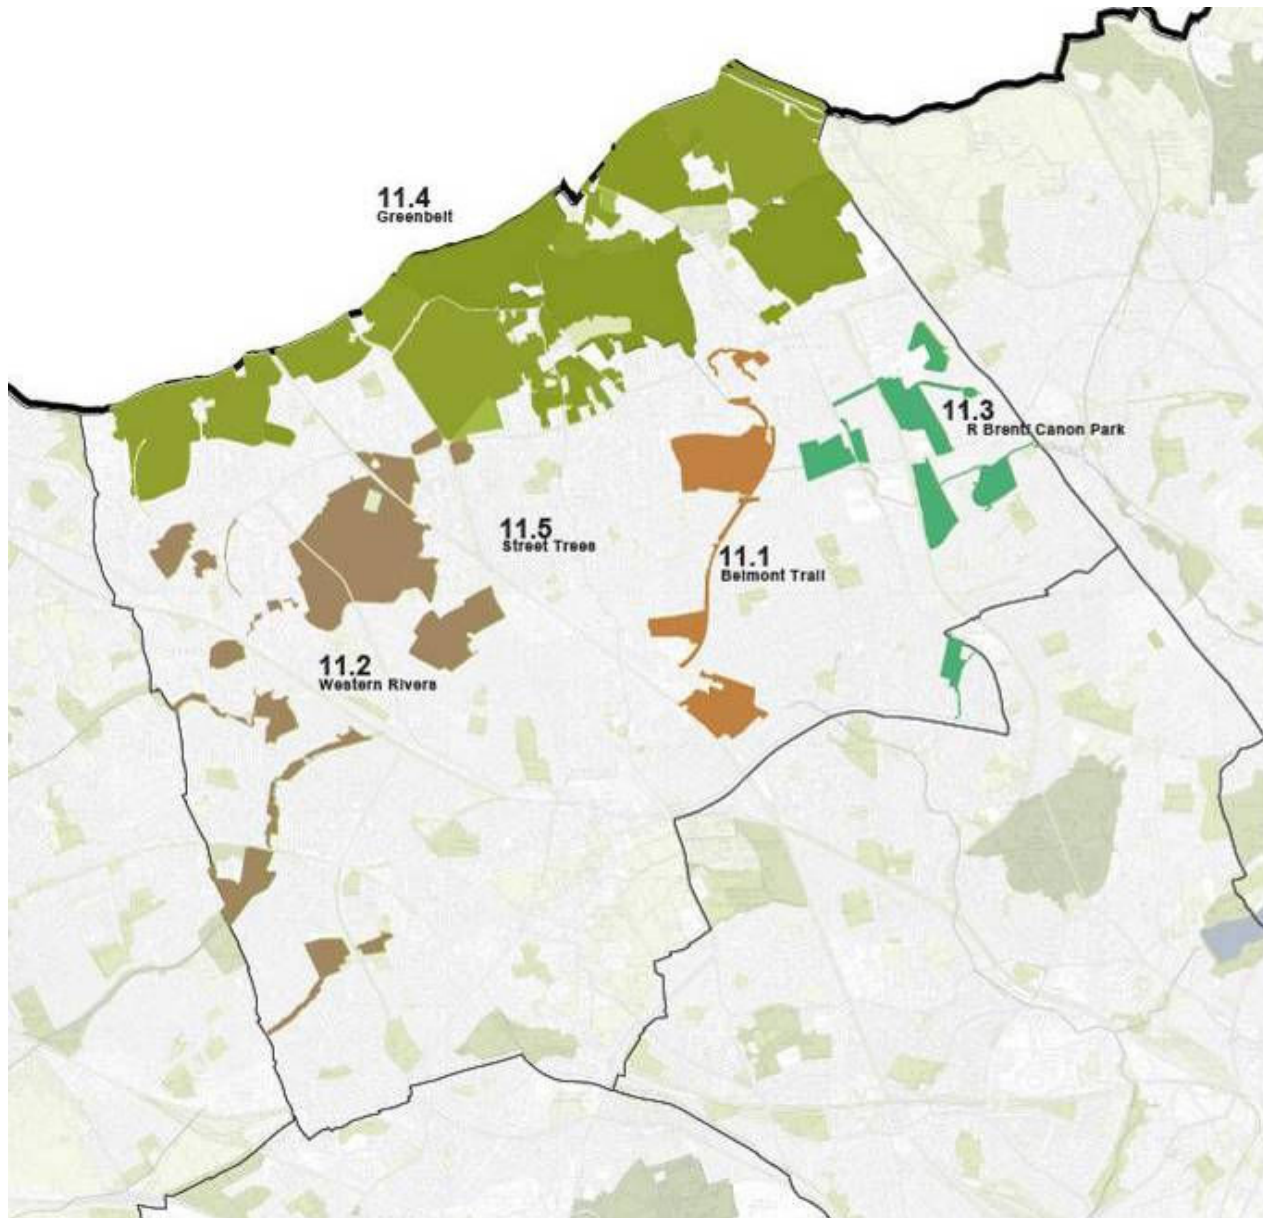 11.4
Greenbelt
11.3
R Brent/ Canon Park
11.5
Street Trees
11.1
Belmont Trail
11.2
Western Rivers